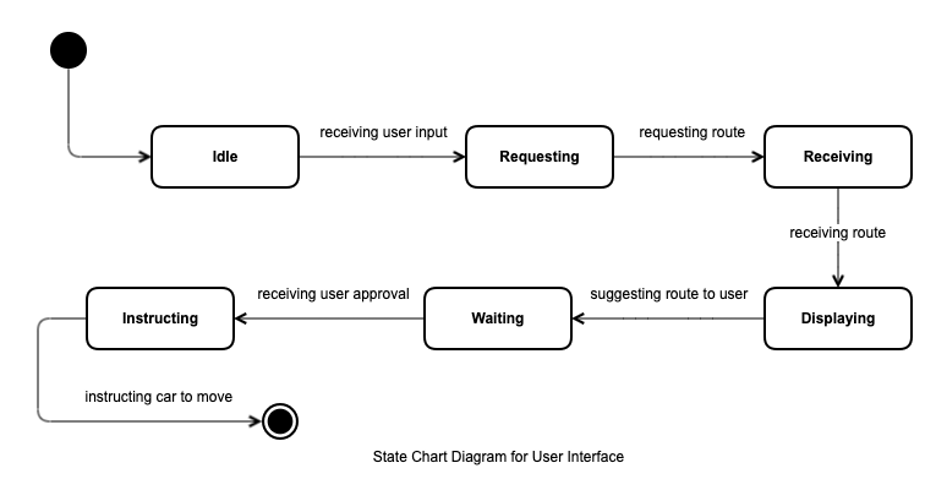 receiving user input
requesting route
Idle
Requesting
Receiving
receiving route
receiving user approval
suggesting route to user
Instructing
Waiting
Displaying
instructing car to move
State Chart Diagram for User Interface